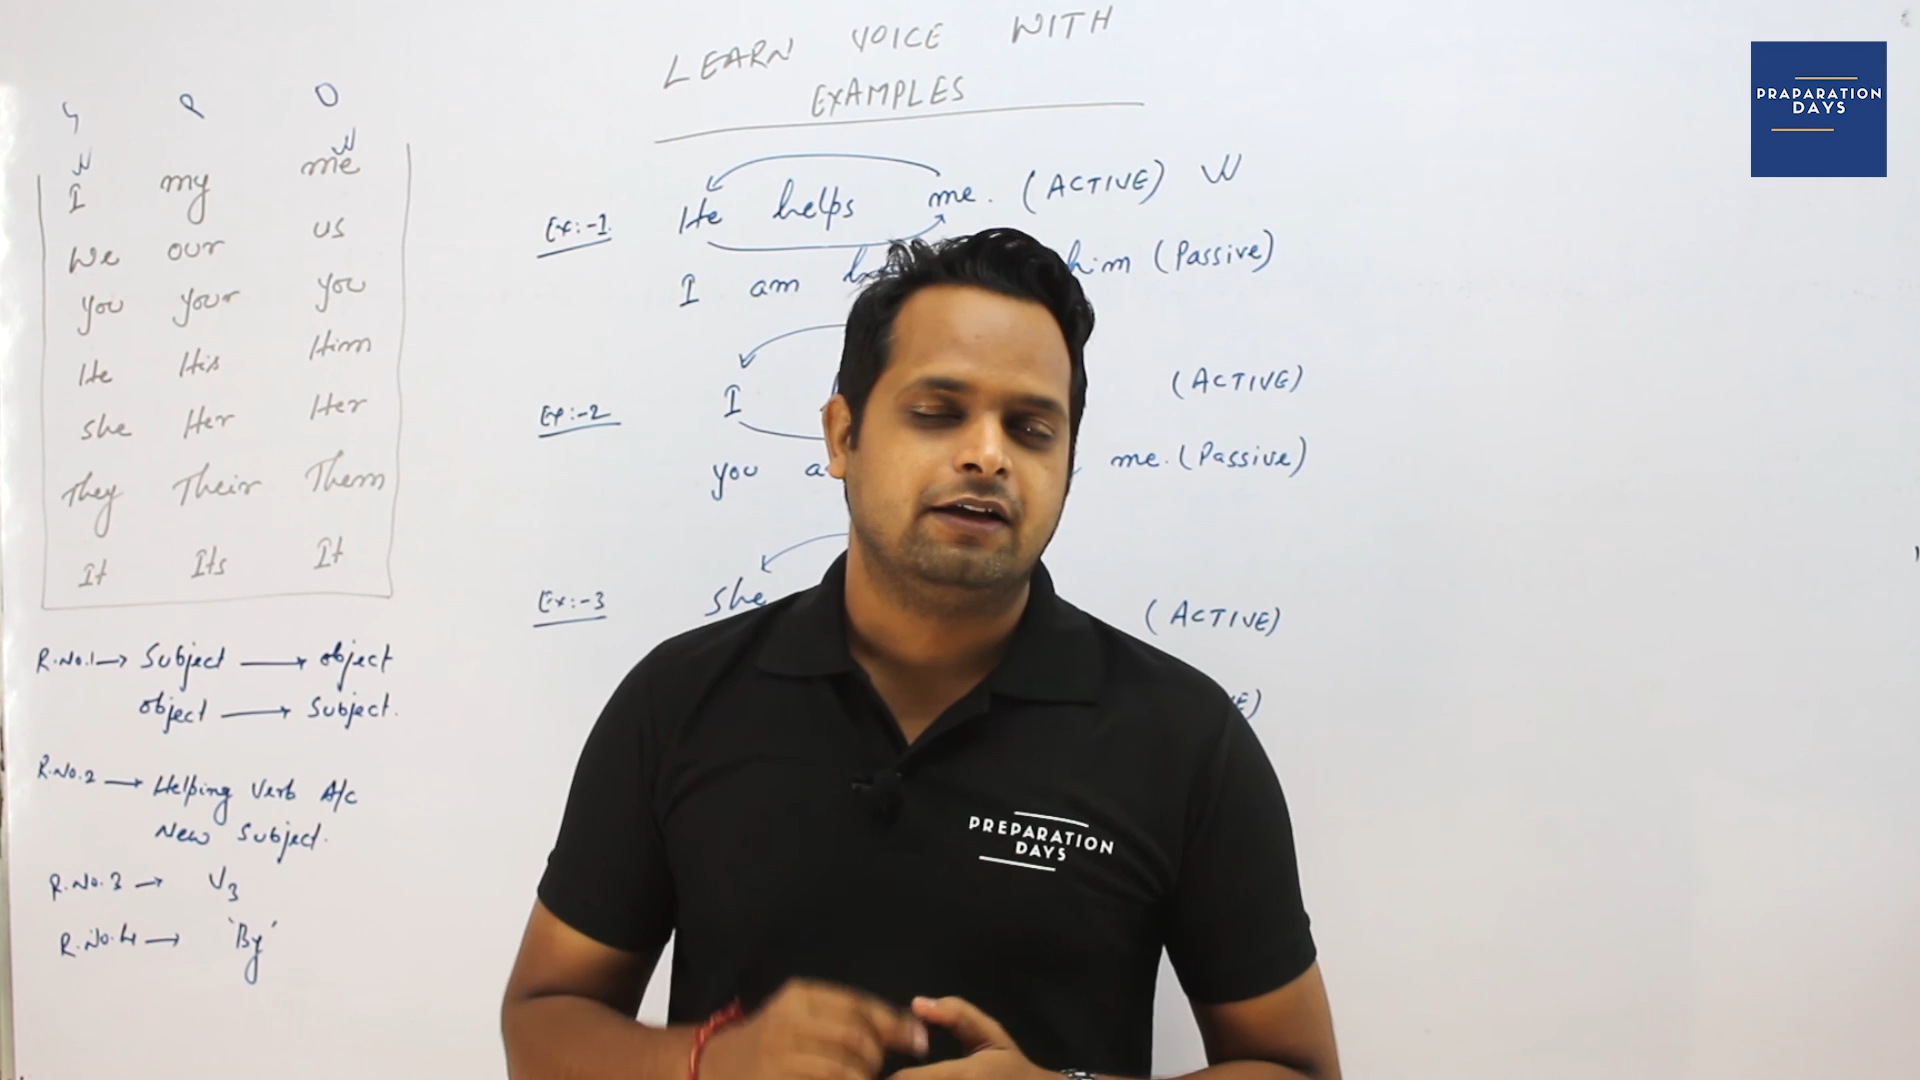 LEARN VOICE WITH
EXAMPLES
PRAPARATION
DAYS
S P O
I my me
We our us
you your you
He His Him
She Her Her
They Their Them
It Its It
R.No.1 → Subject → object
object → Subject.
R.No.2 → Helping Verb A/c
New Subject.
R.No.3 → V3
R.No.4 → 'By'
Ex:-1. He helps me. (ACTIVE)
I am him (Passive)
Ex:-2 I (ACTIVE)
you me. (Passive)
Ex:-3 She (ACTIVE)
PREPARATION
DAYS